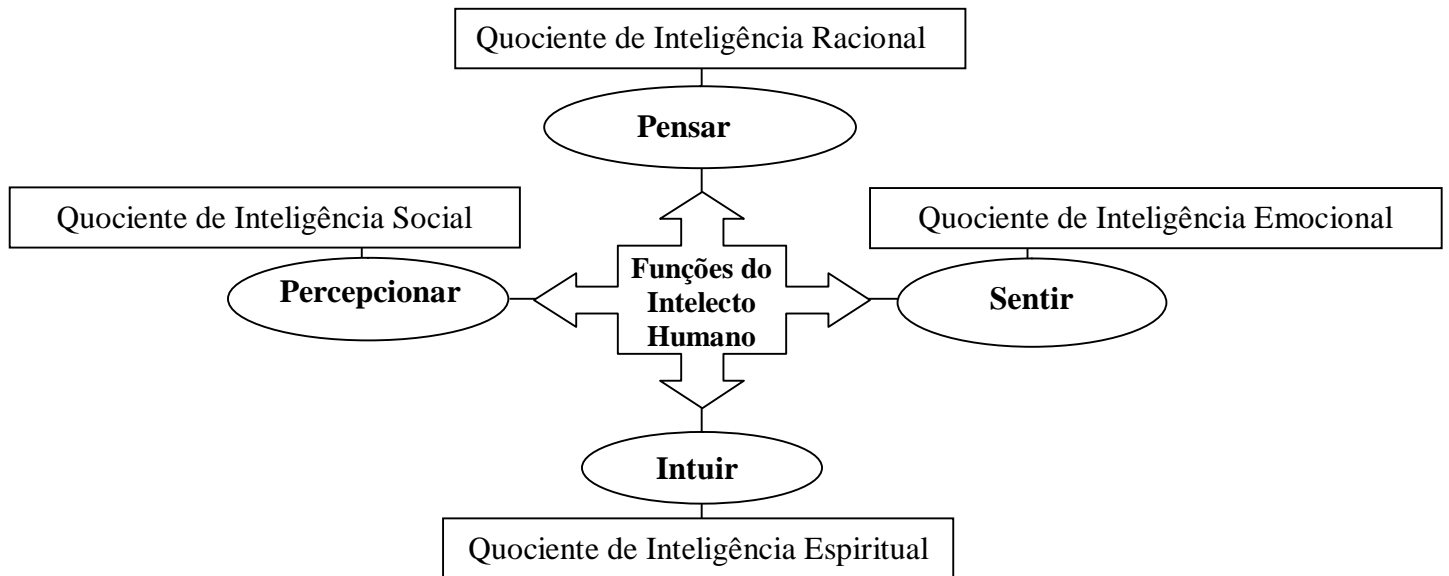 Quociente de Inteligência Racional
Pensar
Quociente de Inteligência Social
Quociente de Inteligência Emocional
Percepcionar
Funções do
Intelecto
Humano
Sentir
Intuir
Quociente de Inteligência Espiritual